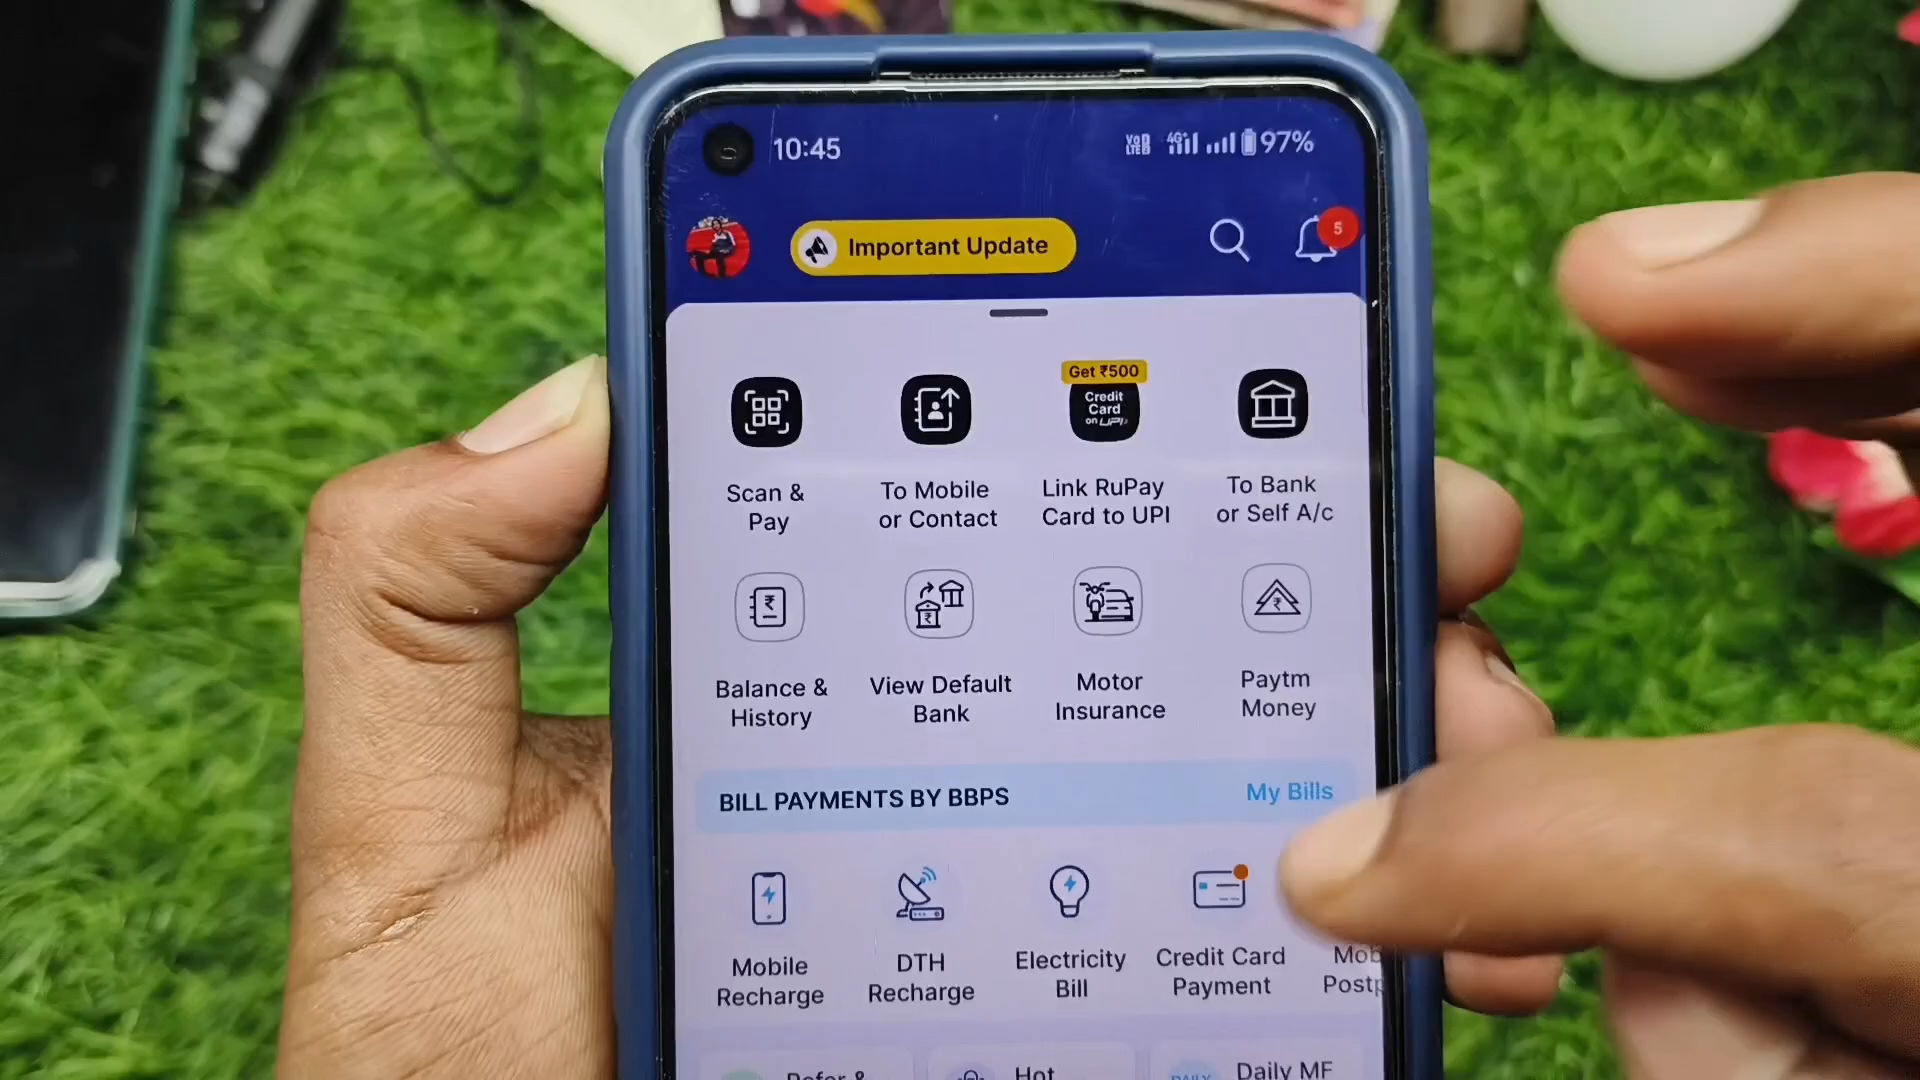 10:45
Vo LTE 4G+ 97%
Important Update
5
Get ₹500
Credit
Card
on UPI
Scan &
Pay
To Mobile
or Contact
Link RuPay
Card to UPI
To Bank
or Self A/c
₹
₹
₹
Balance &
History
View Default
Bank
Motor
Insurance
Paytm
Money
BILL PAYMENTS BY BBPS
My Bills
Mobile
Recharge
DTH
Recharge
Electricity
Bill
Credit Card
Payment
Mob
Postp
Refer &
Hot
DAILY
Daily MF